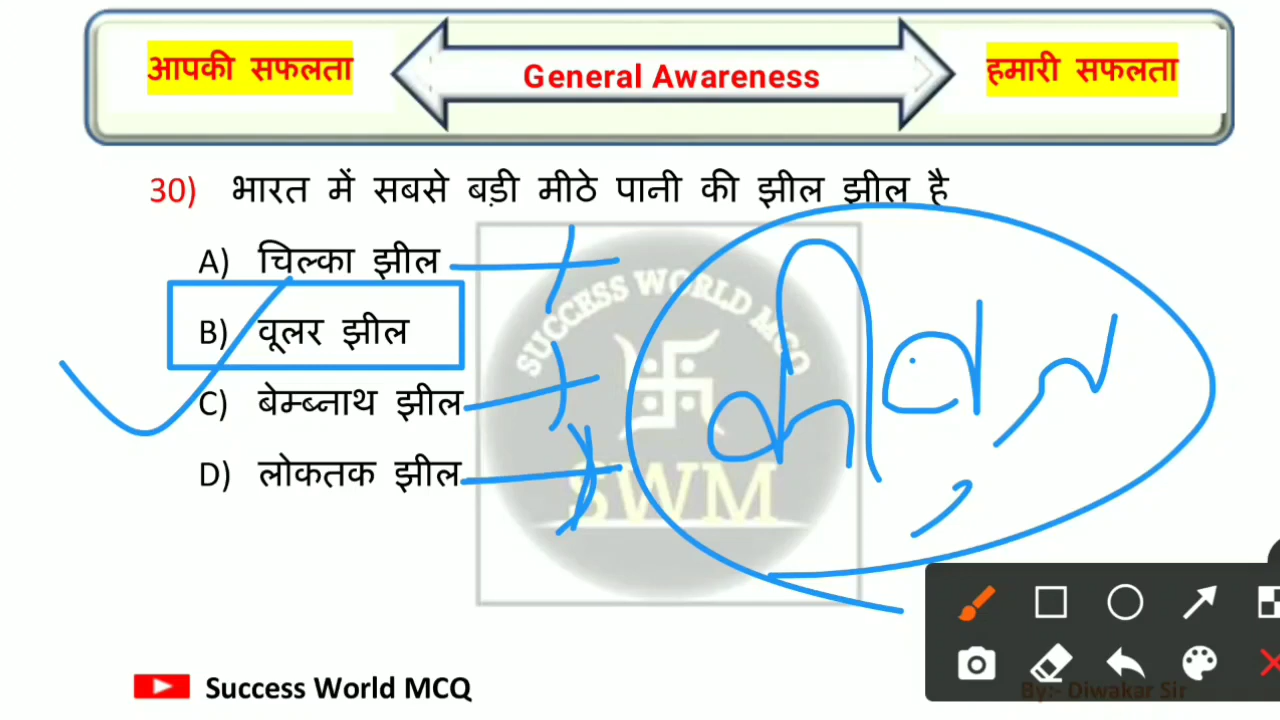 आपकी सफलता
General Awareness
हमारी सफलता
30) भारत में सबसे बड़ी मीठे पानी की झील झील है
A) चिल्का झील
B) वूलर झील
C) बेम्ब्नाथ झील
D) लोकतक झील
SUCCESS WORLD MCQ
SWM
Success World MCQ
By:- Diwakar Sir